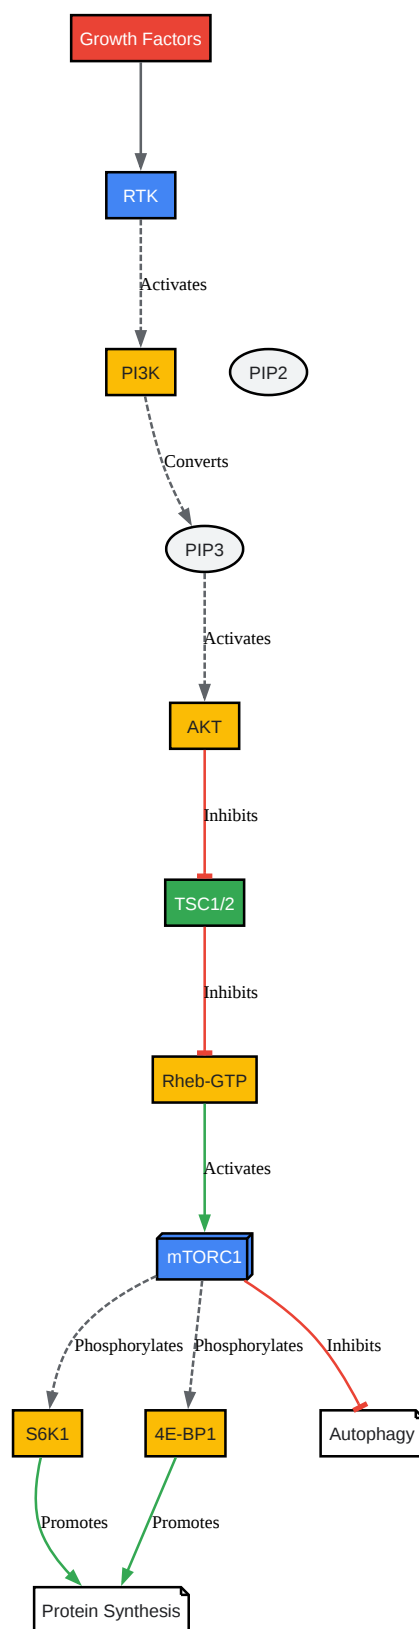 Growth Factors
RTK
Activates
PI3K
PIP2
Converts
PIP3
Activates
AKT
Inhibits
TSC1/2
Inhibits
Rheb-GTP
Activates
mTORC1
Phosphorylates
Phosphorylates
Inhibits
S6K1
4E-BP1
Autophagy
Promotes
Promotes
Protein Synthesis